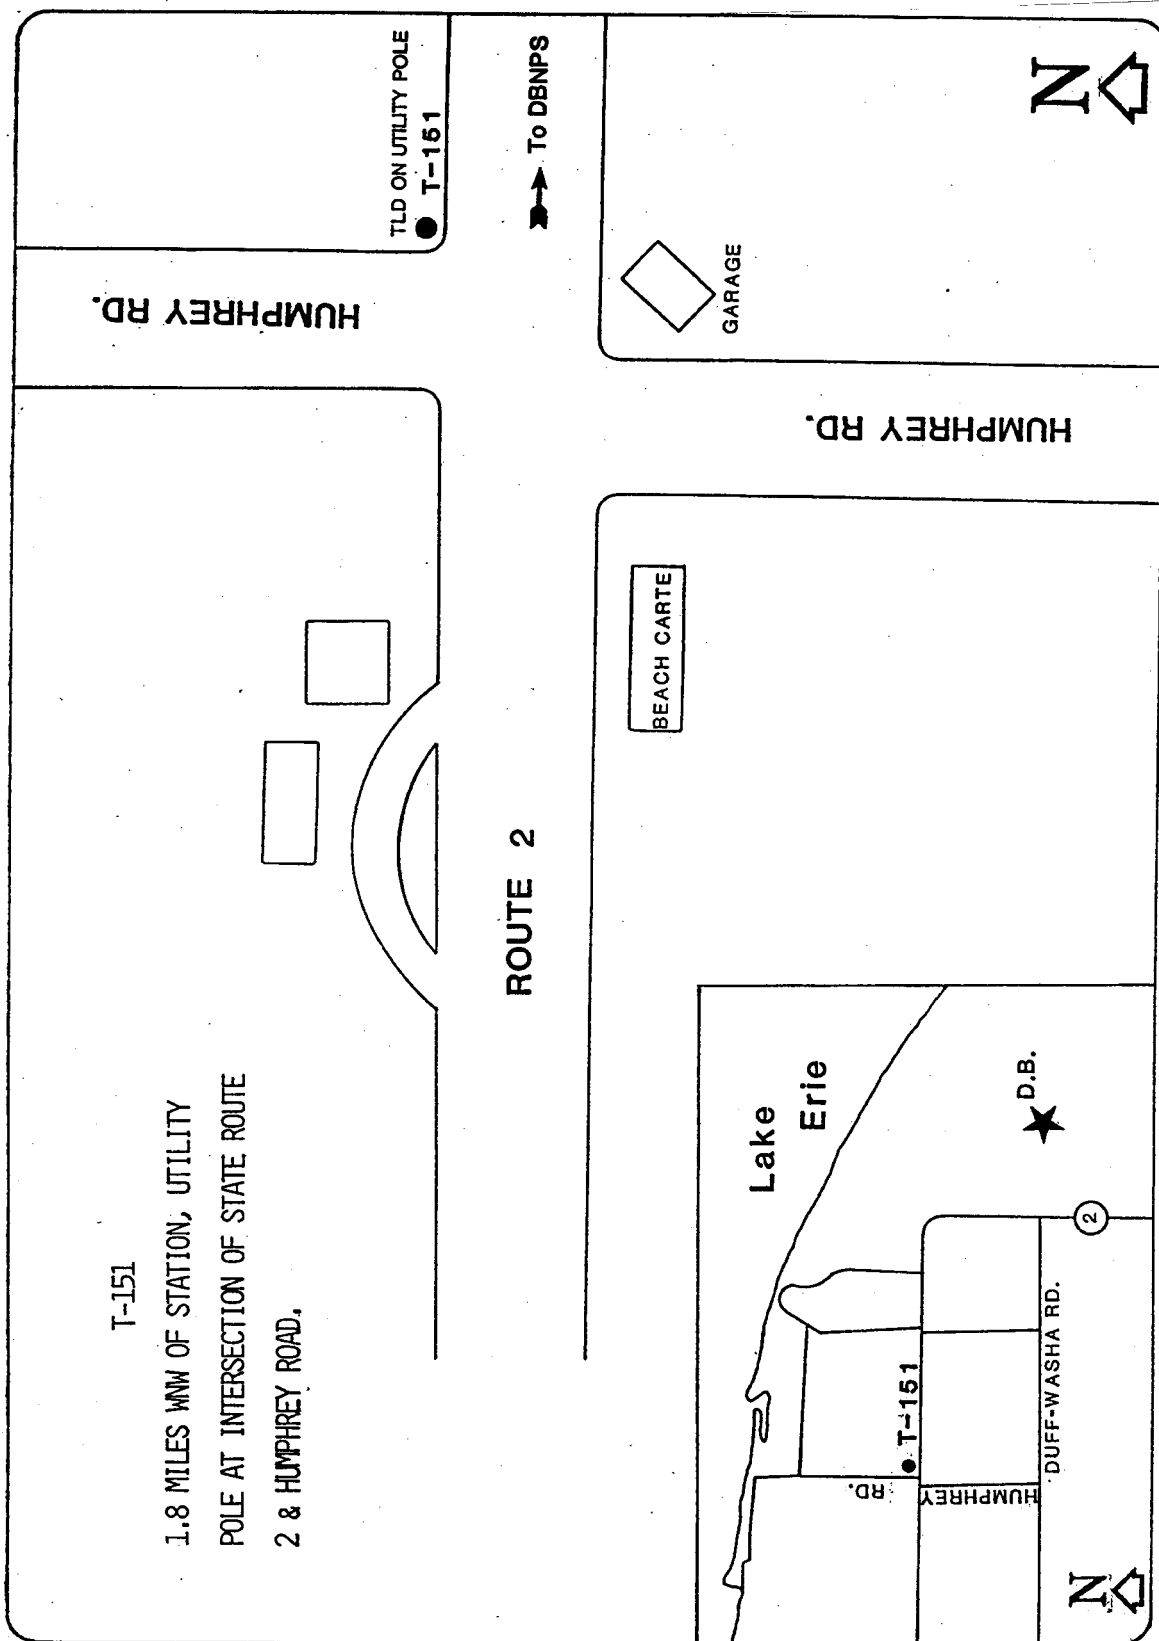 T-151
1.8 MILES WNW OF STATION, UTILITY
POLE AT INTERSECTION OF STATE ROUTE
2 & HUMPHREY ROAD.
HUMPHREY RD.
TLD ON UTILITY POLE
T-151
ROUTE 2
To DBNPS
BEACH CARTE
GARAGE
HUMPHREY RD.
N
Lake
Erie
D.B.
T-151
RD.
HUMPHREY
DUFF-WASHA RD.
2
N